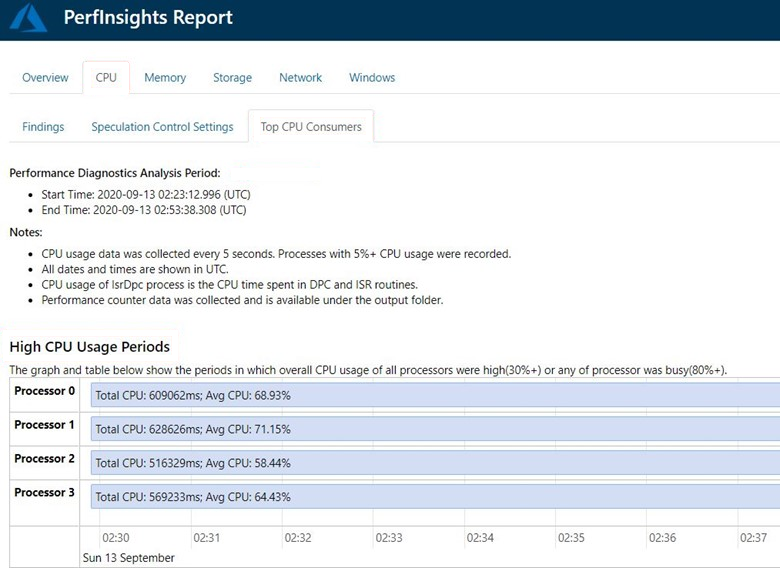 PerfInsights Report
Overview CPU Memory Storage Network Windows
Findings Speculation Control Settings Top CPU Consumers
Performance Diagnostics Analysis Period:
• Start Time: 2020-09-13 02:23:12.996 (UTC)
• End Time: 2020-09-13 02:53:38.308 (UTC)
Notes:
• CPU usage data was collected every 5 seconds. Processes with 5%+ CPU usage were recorded.
• All dates and times are shown in UTC.
• CPU usage of IsrDpc process is the CPU time spent in DPC and ISR routines.
• Performance counter data was collected and is available under the output folder.
High CPU Usage Periods
The graph and table below show the periods in which overall CPU usage of all processors were high(30%+) or any of processor was busy(80%+).
Processor 0 Total CPU: 609062ms; Avg CPU: 68.93%
Processor 1 Total CPU: 628626ms; Avg CPU: 71.15%
Processor 2 Total CPU: 516329ms; Avg CPU: 58.44%
Processor 3 Total CPU: 569233ms; Avg CPU: 64.43%
02:30 02:31 02:32 02:33 02:34 02:35 02:36 02:37
Sun 13 September